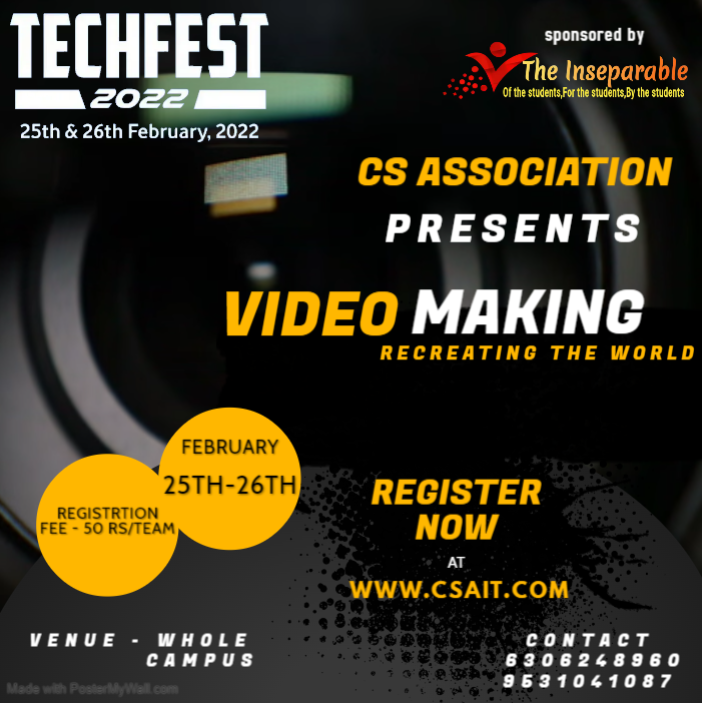 TECHFEST
2022
25th & 26th February, 2022
sponsored by
The Inseparable
Of the students,For the students,By the students
CS ASSOCIATION
PRESENTS
VIDEO MAKING
RECREATING THE WORLD
FEBRUARY
25TH-26TH
REGISTRTION
FEE - 50 RS/TEAM
REGISTER
NOW
AT
WWW.CSAIT.COM
VENUE - WHOLE
CAMPUS
CONTACT
6306248960
9531041087
Made with PosterMyWall.com